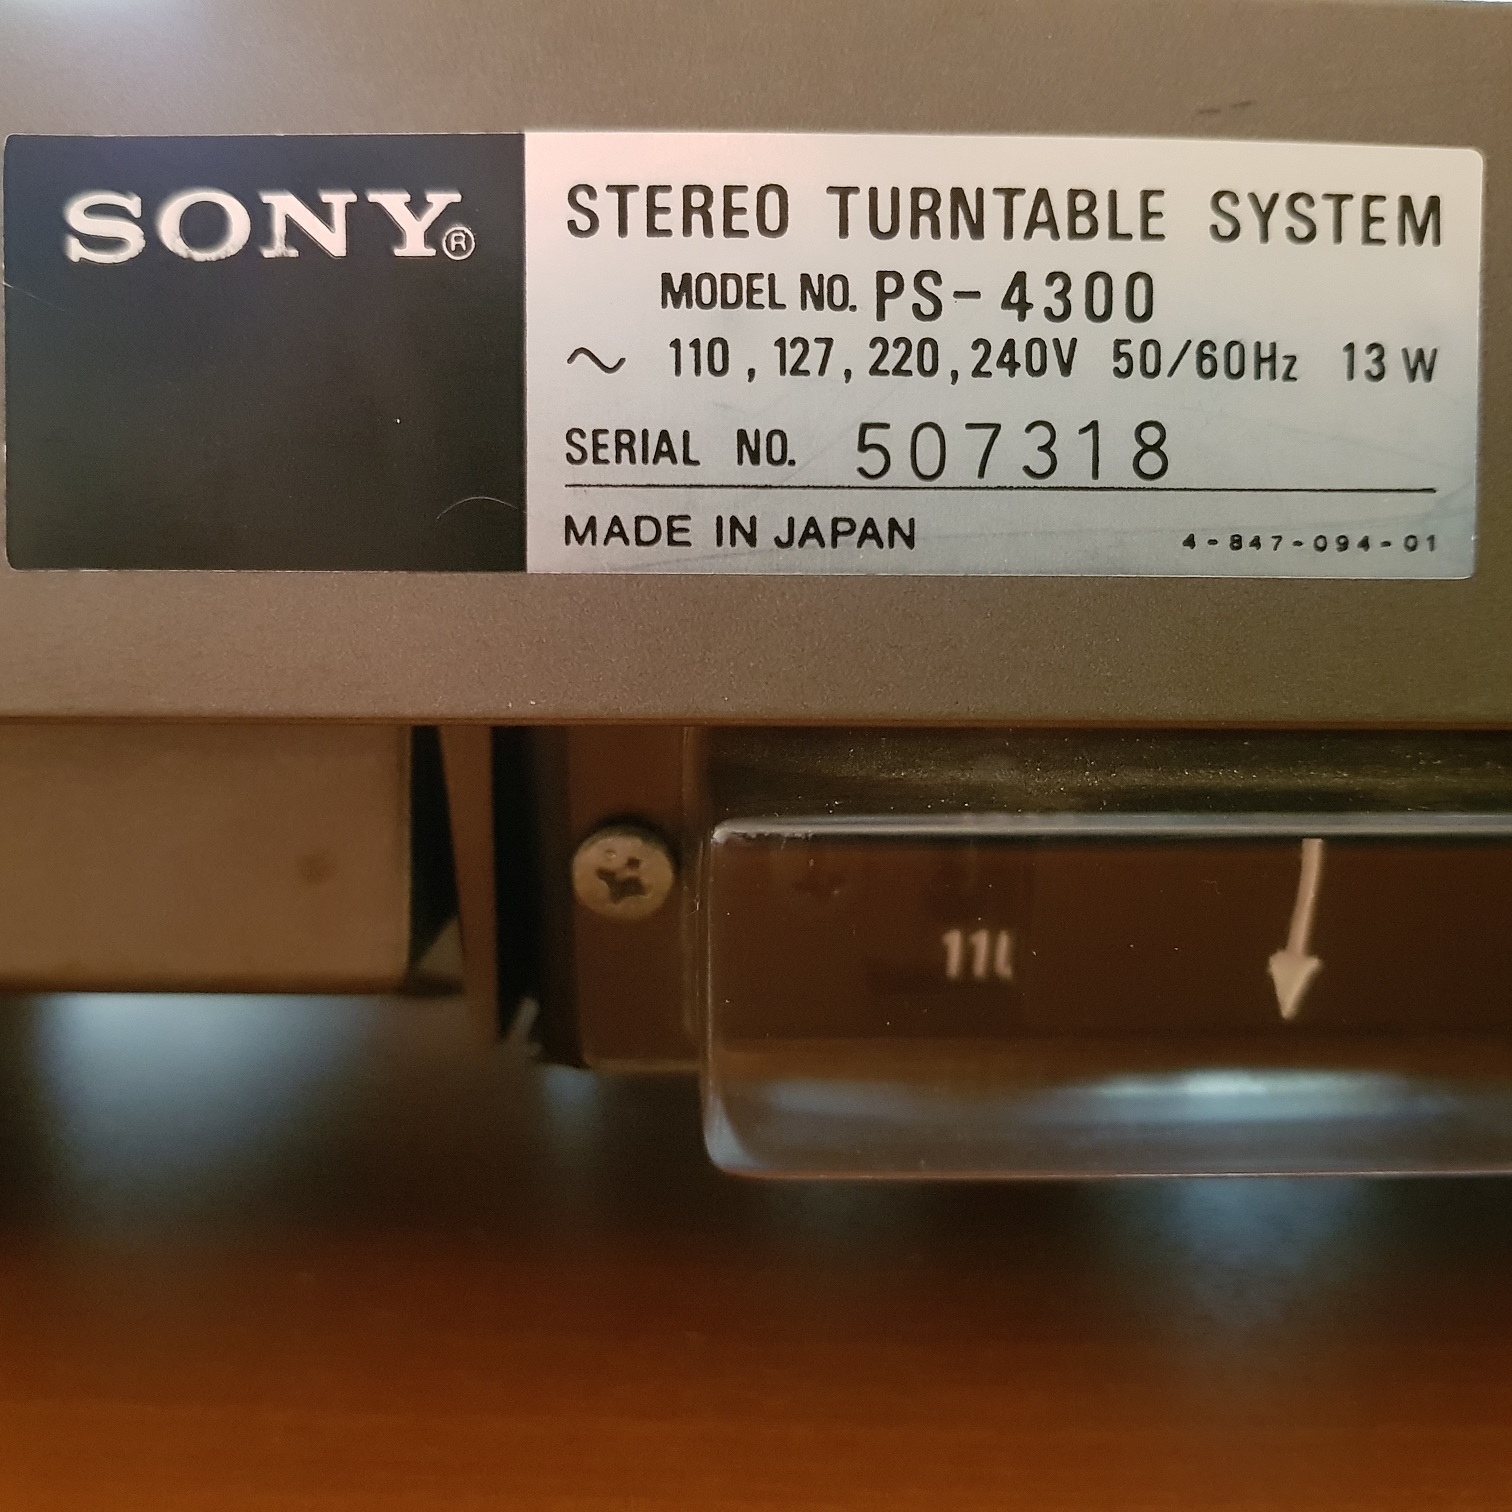 SONY®
STEREO TURNTABLE SYSTEM
MODEL NO. PS-4300
~ 110, 127, 220, 240V 50/60Hz 13W
SERIAL NO. 507318
MADE IN JAPAN 4-847-094-01